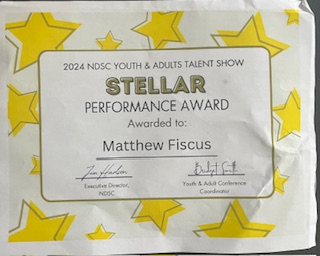 2024 NDSC YOUTH & ADULTS TALENT SHOW
STELLAR
PERFORMANCE AWARD
Awarded to:
Matthew Fiscus
Executive Director,
NDSC
Youth & Adult Conference
Coordinator